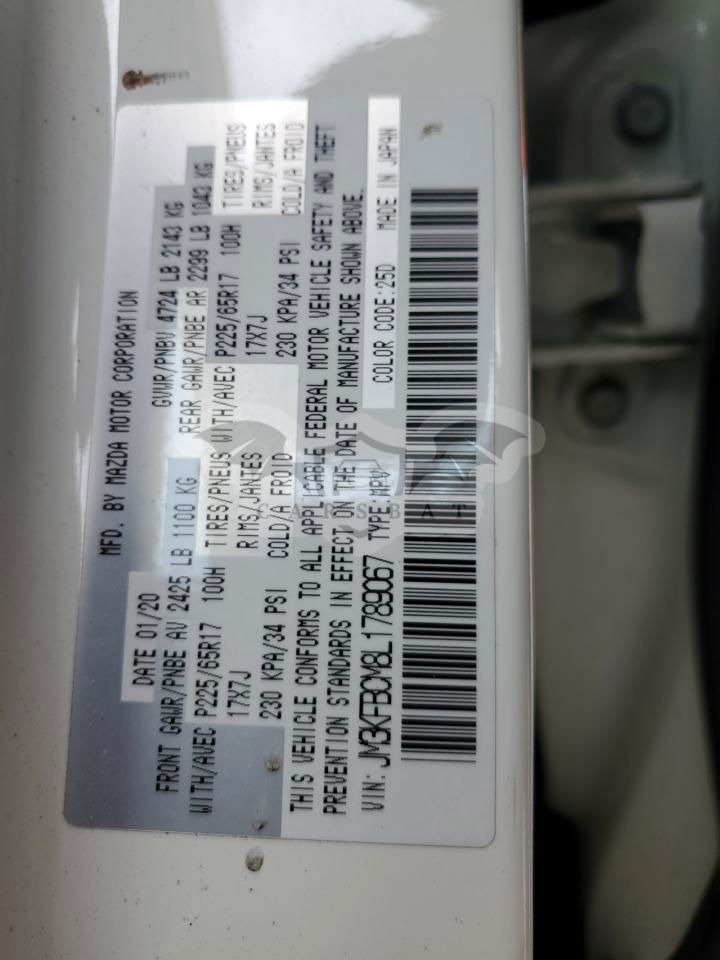 MFD. BY MAZDA MOTOR CORPORATION
DATE 01/20 GVWR/PNBV 4724 LB 2143 KG
FRONT GAWR/PNBE AV 2425 LB 1100 KG REAR GAWR/PNBE AR 2299 LB 1043 KG
WITH/AVEC P225/65R17 100H TIRES/PNEUS WITH/AVEC P225/65R17 100H TIRES/PNEUS
17X7J RIMS/JANTES 17X7J RIMS/JANTES
230 KPA/34 PSI COLD/A FROID 230 KPA/34 PSI COLD/A FROID
THIS VEHICLE CONFORMS TO ALL APPLICABLE FEDERAL MOTOR VEHICLE SAFETY AND THEFT
PREVENTION STANDARDS IN EFFECT ON THE DATE OF MANUFACTURE SHOWN ABOVE.
VIN: JM3KFBCM8L1789067 TYPE: MPV COLOR CODE:25D MADE IN JAPAN
CARSBAT